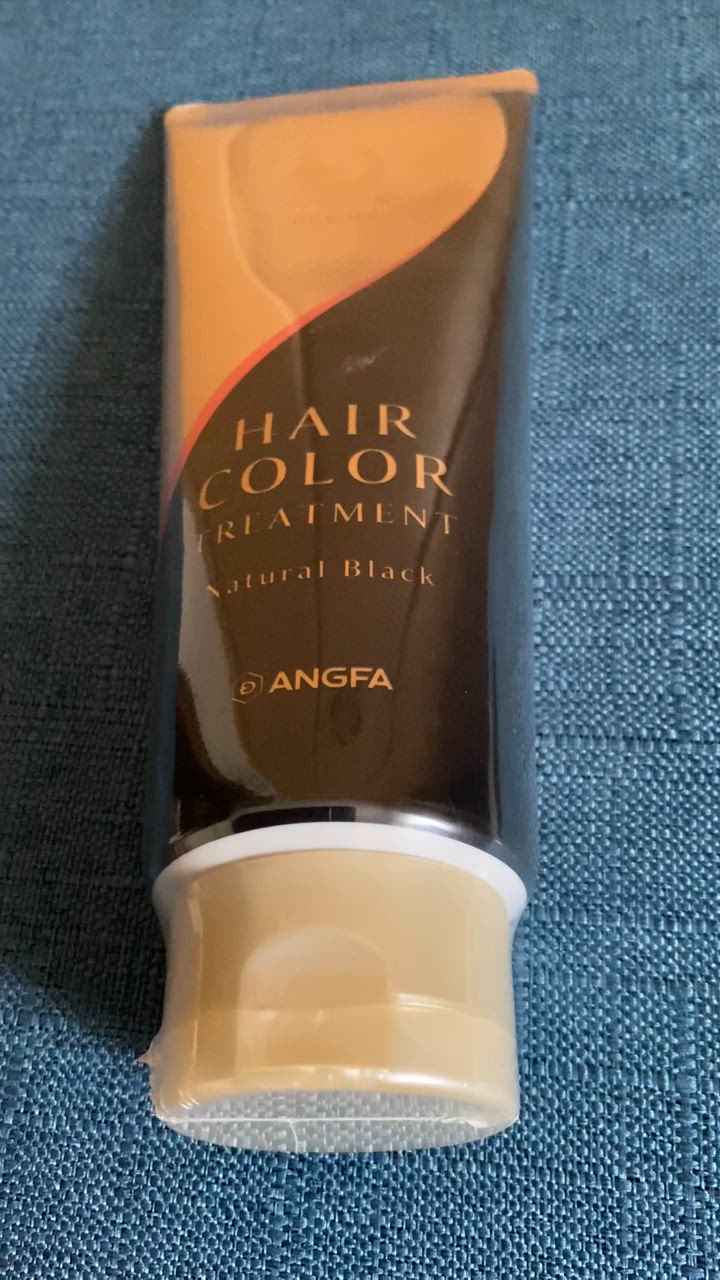 HAIR
COLOR
TREATMENT
Natural Black
ANGFA